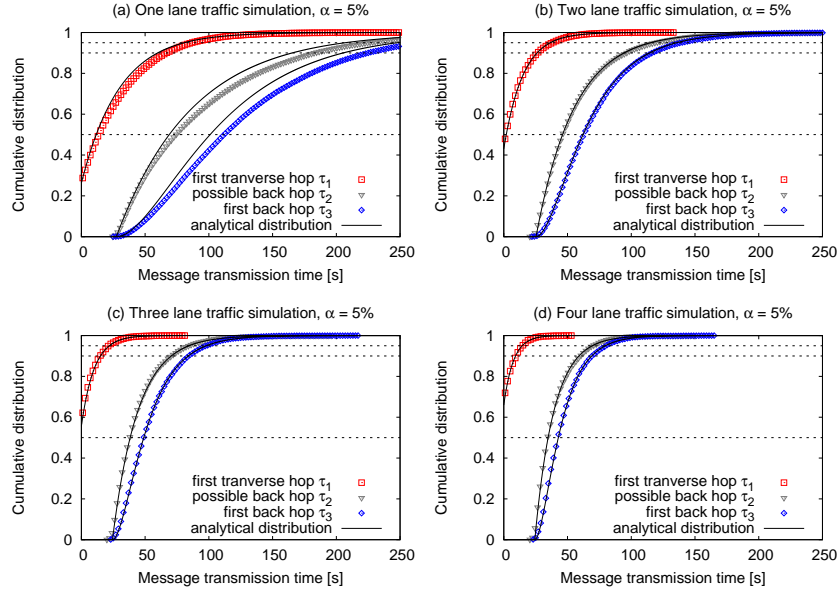 (a) One lane traffic simulation, α = 5%
Cumulative distribution
1
0.8
0.6
0.4
0.2
0
first tranverse hop τ1
possible back hop τ2
first back hop τ3
analytical distribution
0 50 100 150 200 250
Message transmission time [s]
(b) Two lane traffic simulation, α = 5%
Cumulative distribution
1
0.8
0.6
0.4
0.2
0
first tranverse hop τ1
possible back hop τ2
first back hop τ3
analytical distribution
0 50 100 150 200 250
Message transmission time [s]
(c) Three lane traffic simulation, α = 5%
Cumulative distribution
1
0.8
0.6
0.4
0.2
0
first tranverse hop τ1
possible back hop τ2
first back hop τ3
analytical distribution
0 50 100 150 200 250
Message transmission time [s]
(d) Four lane traffic simulation, α = 5%
Cumulative distribution
1
0.8
0.6
0.4
0.2
0
first tranverse hop τ1
possible back hop τ2
first back hop τ3
analytical distribution
0 50 100 150 200 250
Message transmission time [s]